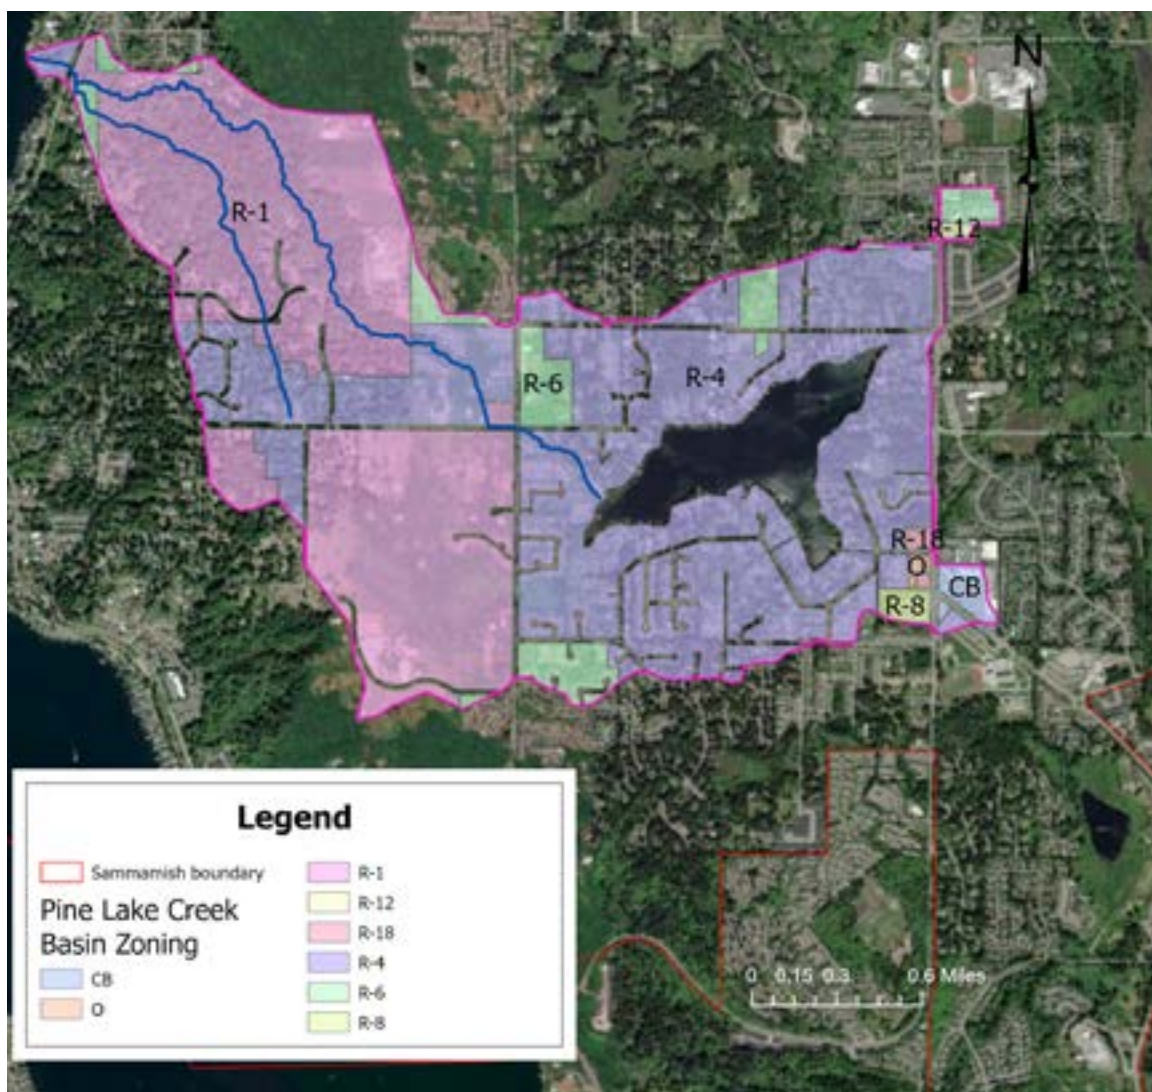 N
R-1
R-12
R-6
R-4
R-18
O
CB
R-8
Legend
Sammamish boundary
Pine Lake Creek
Basin Zoning
CB
O
R-1
R-12
R-18
R-4
R-6
R-8
0 0.15 0.3 0.6 Miles